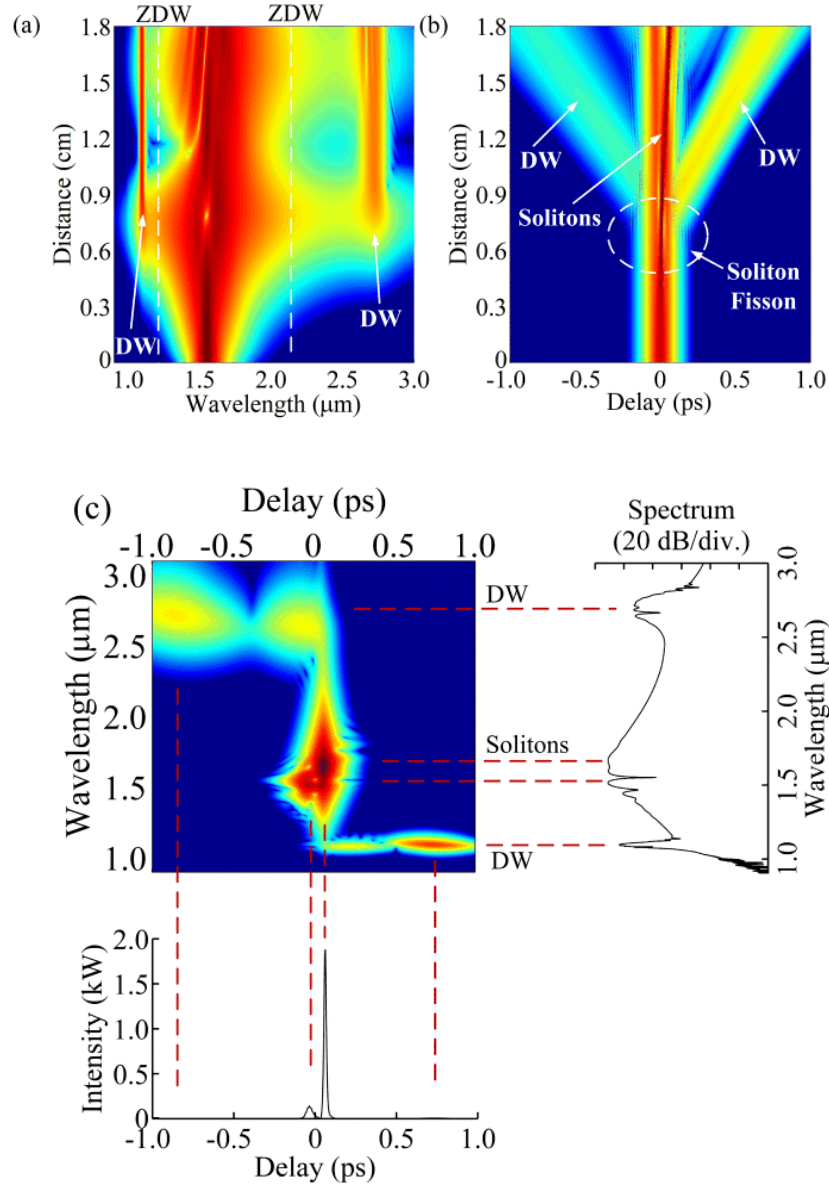 (a) ZDW ZDW (b)
1.8 1.8
1.5 1.5
1.2 1.2
0.9 0.9
0.6 0.6
0.3 0.3
0 0
Distance (cm) Distance (cm)
DW DW DW DW
Solitons
Soliton
Fisson
1.0 1.5 2.0 3.0 -1.0 -0.5 0 0.5 1.0
Wavelength (μm) Delay (ps)
(c) Delay (ps) Spectrum
(20 dB/div.)
-1.0 -0.5 0 0.5 1.0
3.0 DW 3.0
2.5 2.5
2.0 2.0
Solitons
1.5 1.5
1.0 1.0
DW
Wavelength (μm) Wavelength (μm)
2.0
1.5
1.0
0.5
0
Intensity (kW)
-1.0 -0.5 0 0.5 1.0
Delay (ps)